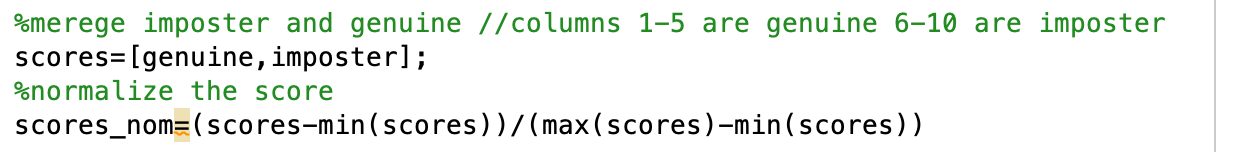 %merege imposter and genuine //columns 1-5 are genuine 6-10 are imposter
scores=[genuine,imposter];
%normalize the score
scores_nom=(scores-min(scores))/(max(scores)-min(scores))